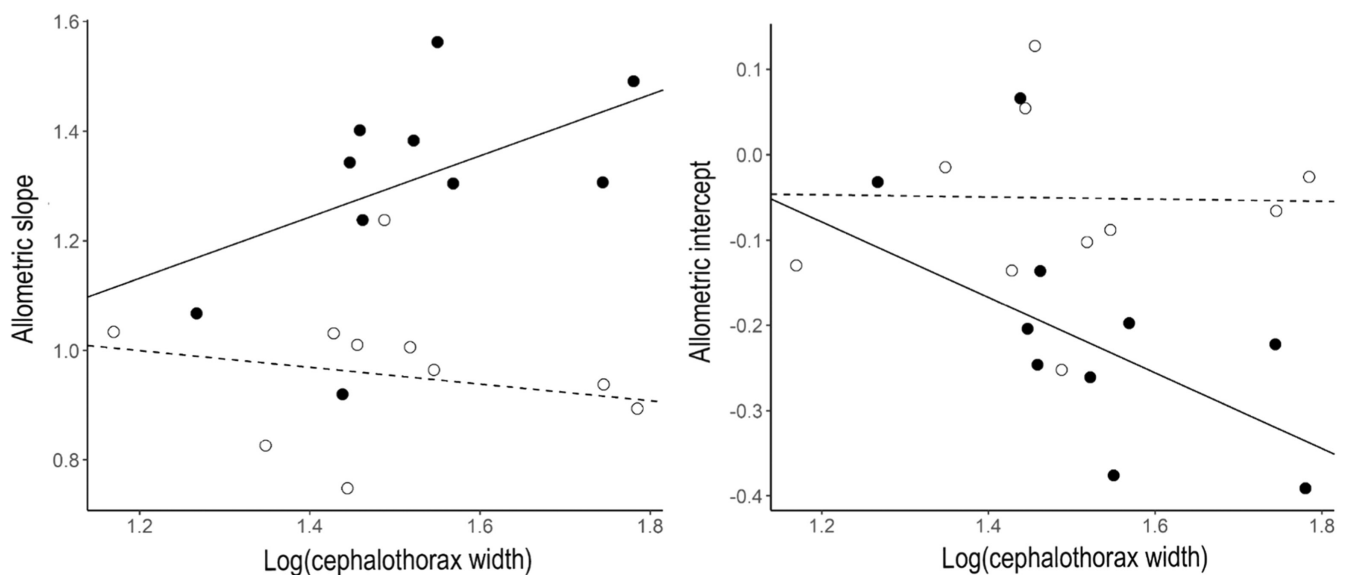 1.6
1.4
1.2
1.0
0.8
Allometric slope
1.2 1.4 1.6 1.8
Log(cephalothorax width)
0.1
0.0
-0.1
-0.2
-0.3
-0.4
Allometric intercept
1.2 1.4 1.6 1.8
Log(cephalothorax width)